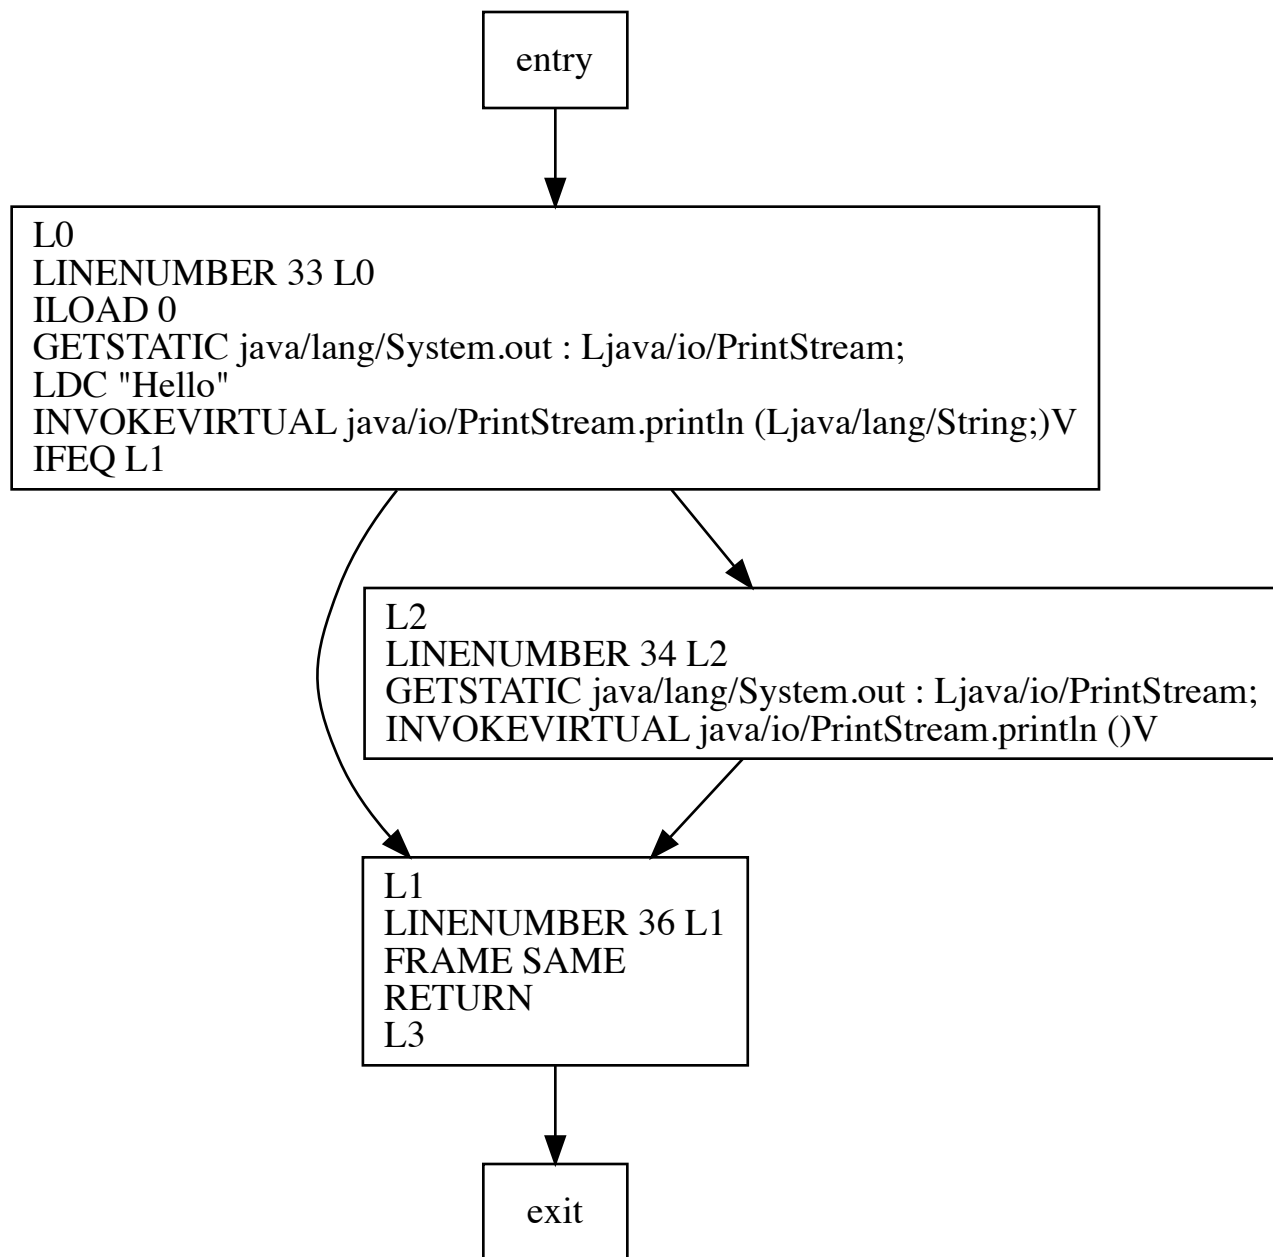 entry
L0
LINENUMBER 33 L0
ILOAD 0
GETSTATIC java/lang/System.out : Ljava/io/PrintStream;
LDC "Hello"
INVOKEVIRTUAL java/io/PrintStream.println (Ljava/lang/String;)V
IFEQ L1
L2
LINENUMBER 34 L2
GETSTATIC java/lang/System.out : Ljava/io/PrintStream;
INVOKEVIRTUAL java/io/PrintStream.println ()V
L1
LINENUMBER 36 L1
FRAME SAME
RETURN
L3
exit